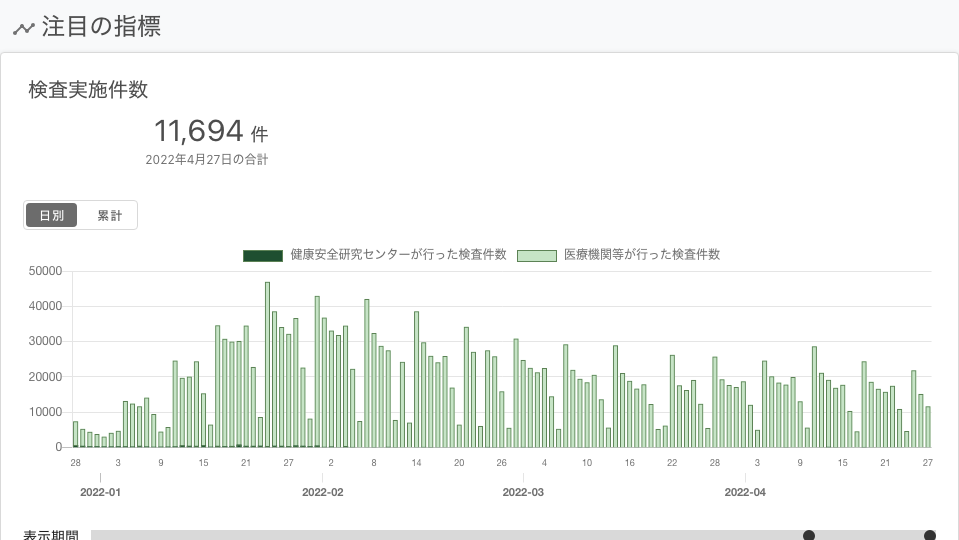 注目の指標
検査実施件数
11,694 件
2022年4月27日の合計
日別 累計
健康安全研究センターが行った検査件数 医療機関等が行った検査件数
50000
40000
30000
20000
10000
0
28 3 9 15 21 27 2 8 14 20 26 4 10 16 22 28 3 9 15 21 27
2022-01 2022-02 2022-03 2022-04
表示期間